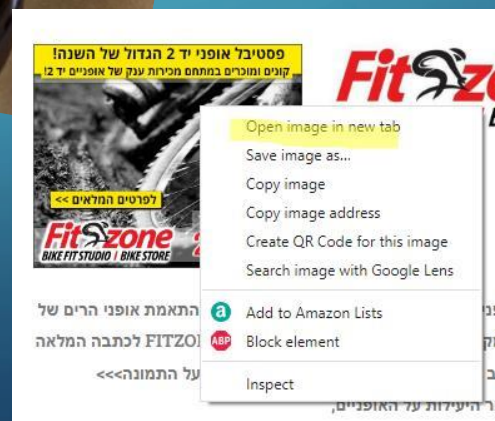 פסטיבל אופני יד 2 הגדול של השנה!
קונים ומוכרים במתחם מכירות ענק של אופניים יד 2
לפרטים המלאים >>
Fitzone
BIKE FIT STUDIO | BIKE STORE
Open image in new tab
Save image as...
Copy image
Copy image address
Create QR Code for this image
Search image with Google Lens
Add to Amazon Lists
ABP Block element
Inspect
התאמת אופני הרים של
לכתבה המלאה
על התמונה>>>
היעילות על האופניים,